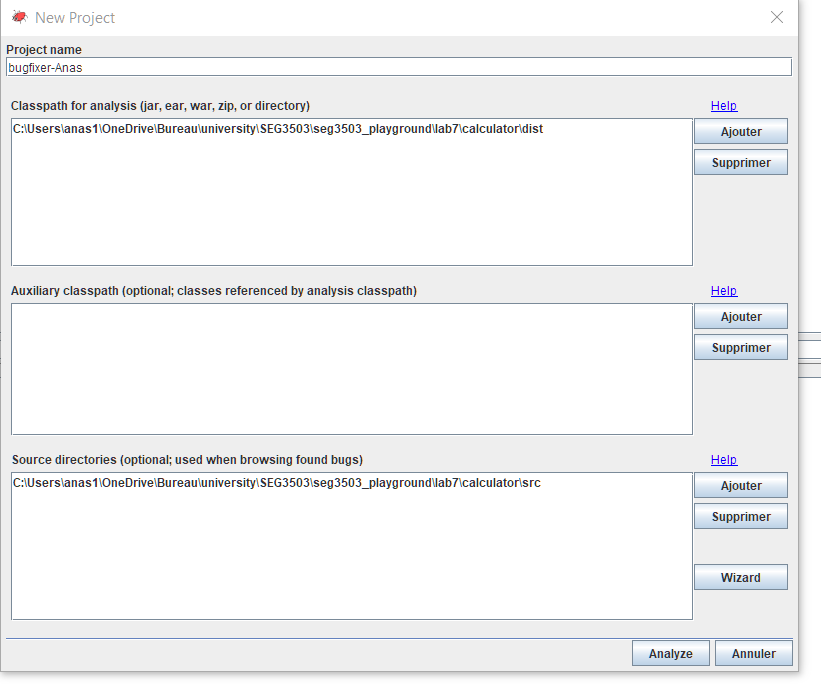 New Project
Project name
bugfixer-Anas
Classpath for analysis (jar, ear, war, zip, or directory)
Help
C:\Users\anas1\OneDrive\Bureau\university\SEG3503\seg3503_playground\lab7\calculator\dist
Ajouter
Supprimer
Auxiliary classpath (optional; classes referenced by analysis classpath)
Help
Ajouter
Supprimer
Source directories (optional; used when browsing found bugs)
Help
C:\Users\anas1\OneDrive\Bureau\university\SEG3503\seg3503_playground\lab7\calculator\src
Ajouter
Supprimer
Wizard
Analyze
Annuler